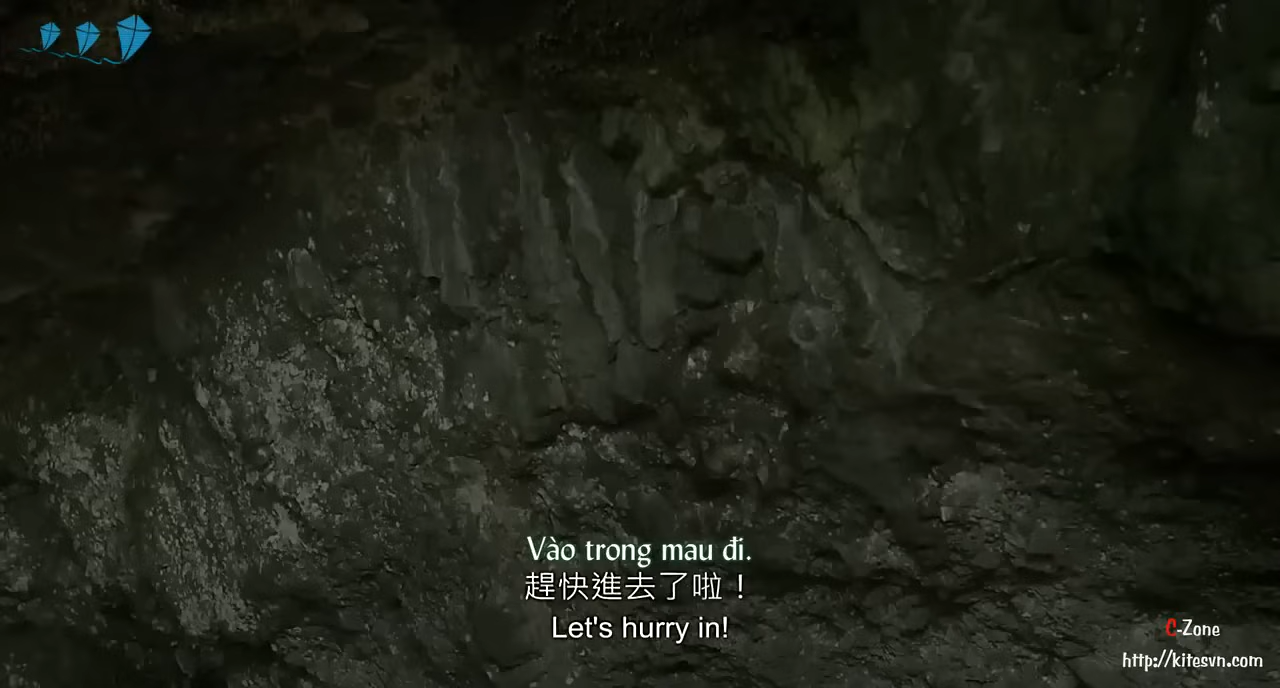 Vào trong mau đi.
趕快進去了啦！
Let's hurry in!
C-Zone
http://kitesvn.com